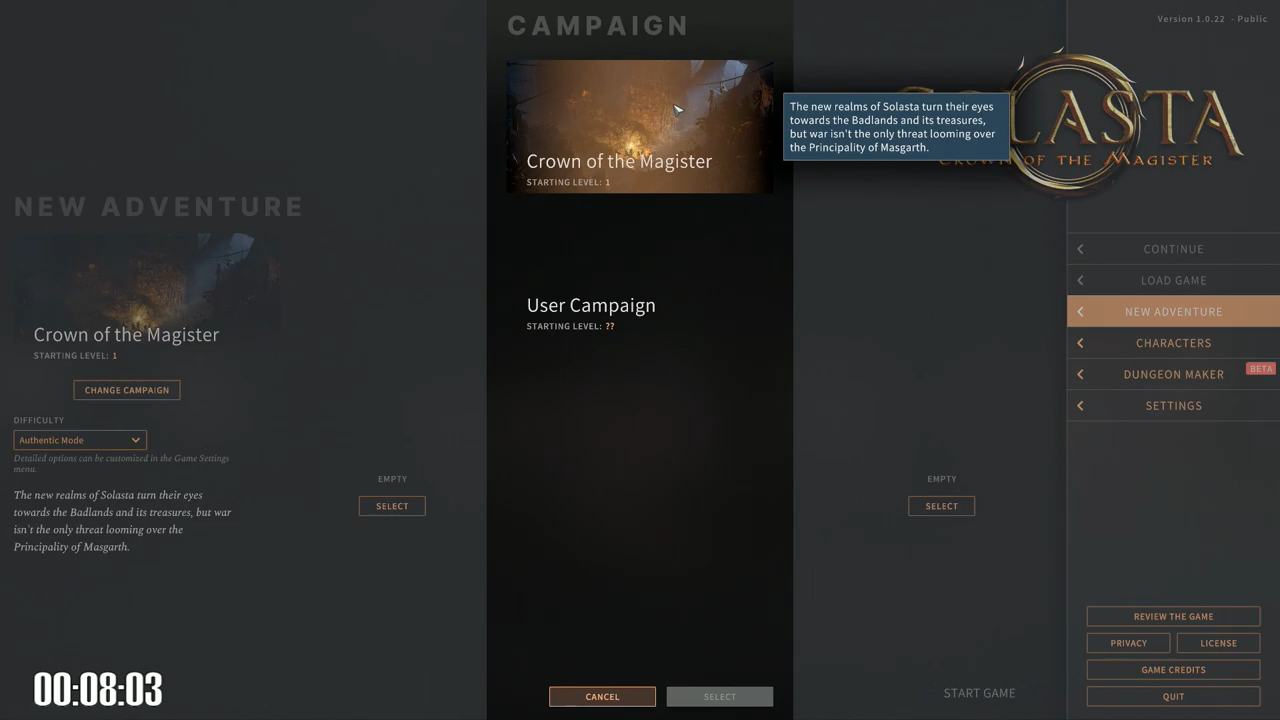 CAMPAIGN
Version 1.0.22 - Public
Crown of the Magister
STARTING LEVEL: 1
The new realms of Solasta turn their eyes
towards the Badlands and its treasures,
but war isn't the only threat looming over
the Principality of Masgarth.
SOLASTA
CROWN OF THE MAGISTER
NEW ADVENTURE
Crown of the Magister
STARTING LEVEL: 1
CHANGE CAMPAIGN
DIFFICULTY
Authentic Mode
Detailed options can be customized in the Game Settings
menu.
The new realms of Solasta turn their eyes
towards the Badlands and its treasures, but war
isn't the only threat looming over the
Principality of Masgarth.
EMPTY
SELECT
User Campaign
STARTING LEVEL: ??
EMPTY
SELECT
CONTINUE
LOAD GAME
NEW ADVENTURE
CHARACTERS
DUNGEON MAKER
BETA
SETTINGS
REVIEW THE GAME
PRIVACY
LICENSE
GAME CREDITS
QUIT
CANCEL
SELECT
START GAME
00:08:03